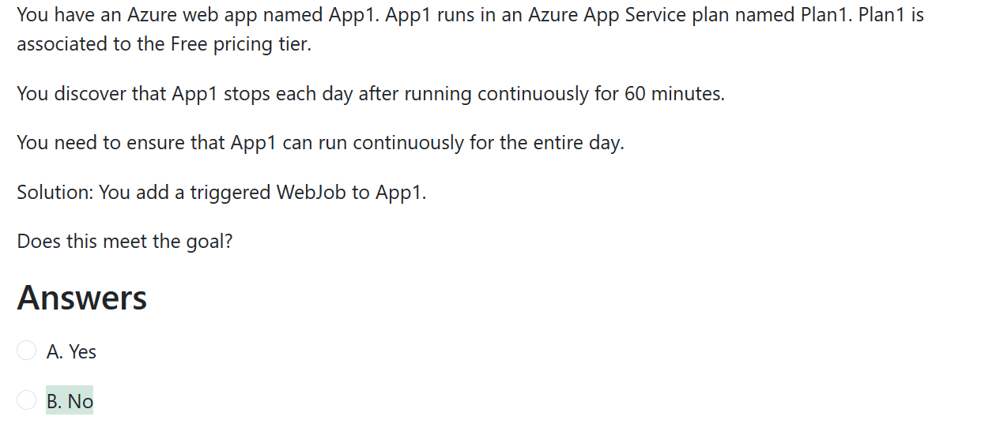 You have an Azure web app named App1. App1 runs in an Azure App Service plan named Plan1. Plan1 is
associated to the Free pricing tier.
You discover that App1 stops each day after running continuously for 60 minutes.
You need to ensure that App1 can run continuously for the entire day.
Solution: You add a triggered WebJob to App1.
Does this meet the goal?
Answers
A. Yes
B. No